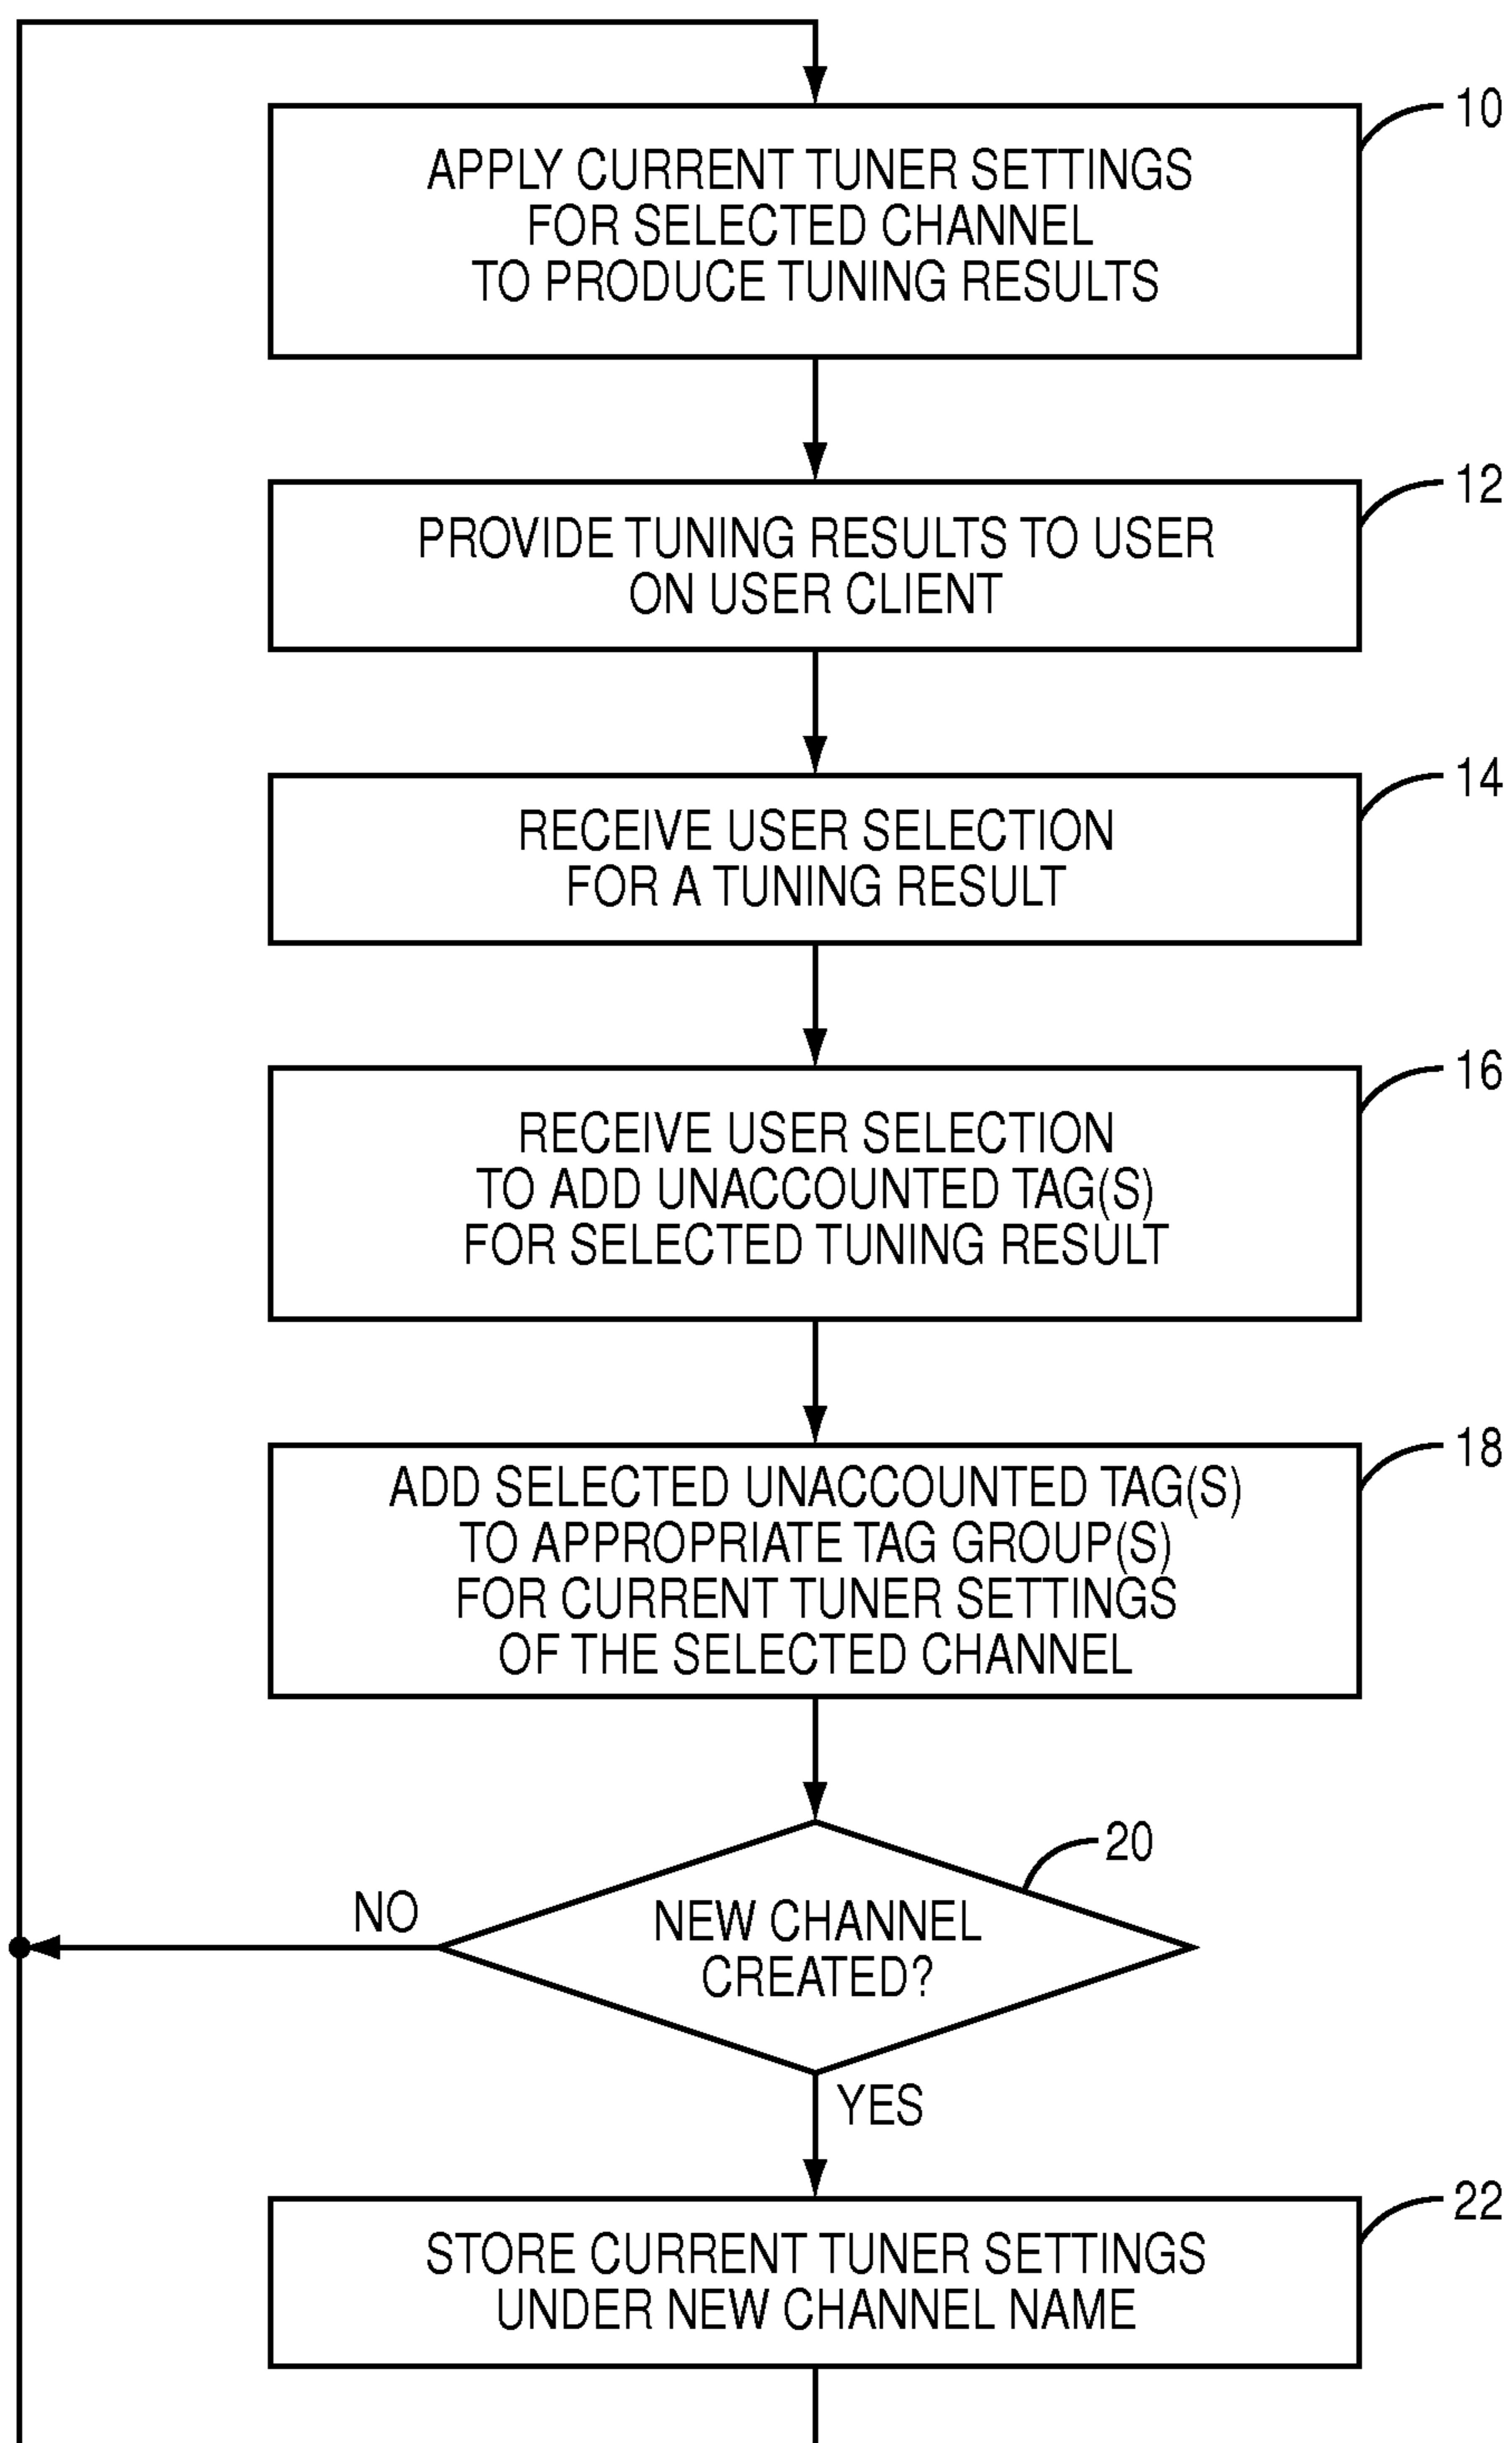 10
APPLY CURRENT TUNER SETTINGS
FOR SELECTED CHANNEL
TO PRODUCE TUNING RESULTS
12
PROVIDE TUNING RESULTS TO USER
ON USER CLIENT
14
RECEIVE USER SELECTION
FOR A TUNING RESULT
16
RECEIVE USER SELECTION
TO ADD UNACCOUNTED TAG(S)
FOR SELECTED TUNING RESULT
18
ADD SELECTED UNACCOUNTED TAG(S)
TO APPROPRIATE TAG GROUP(S)
FOR CURRENT TUNER SETTINGS
OF THE SELECTED CHANNEL
20
NO
NEW CHANNEL
CREATED?
YES
22
STORE CURRENT TUNER SETTINGS
UNDER NEW CHANNEL NAME